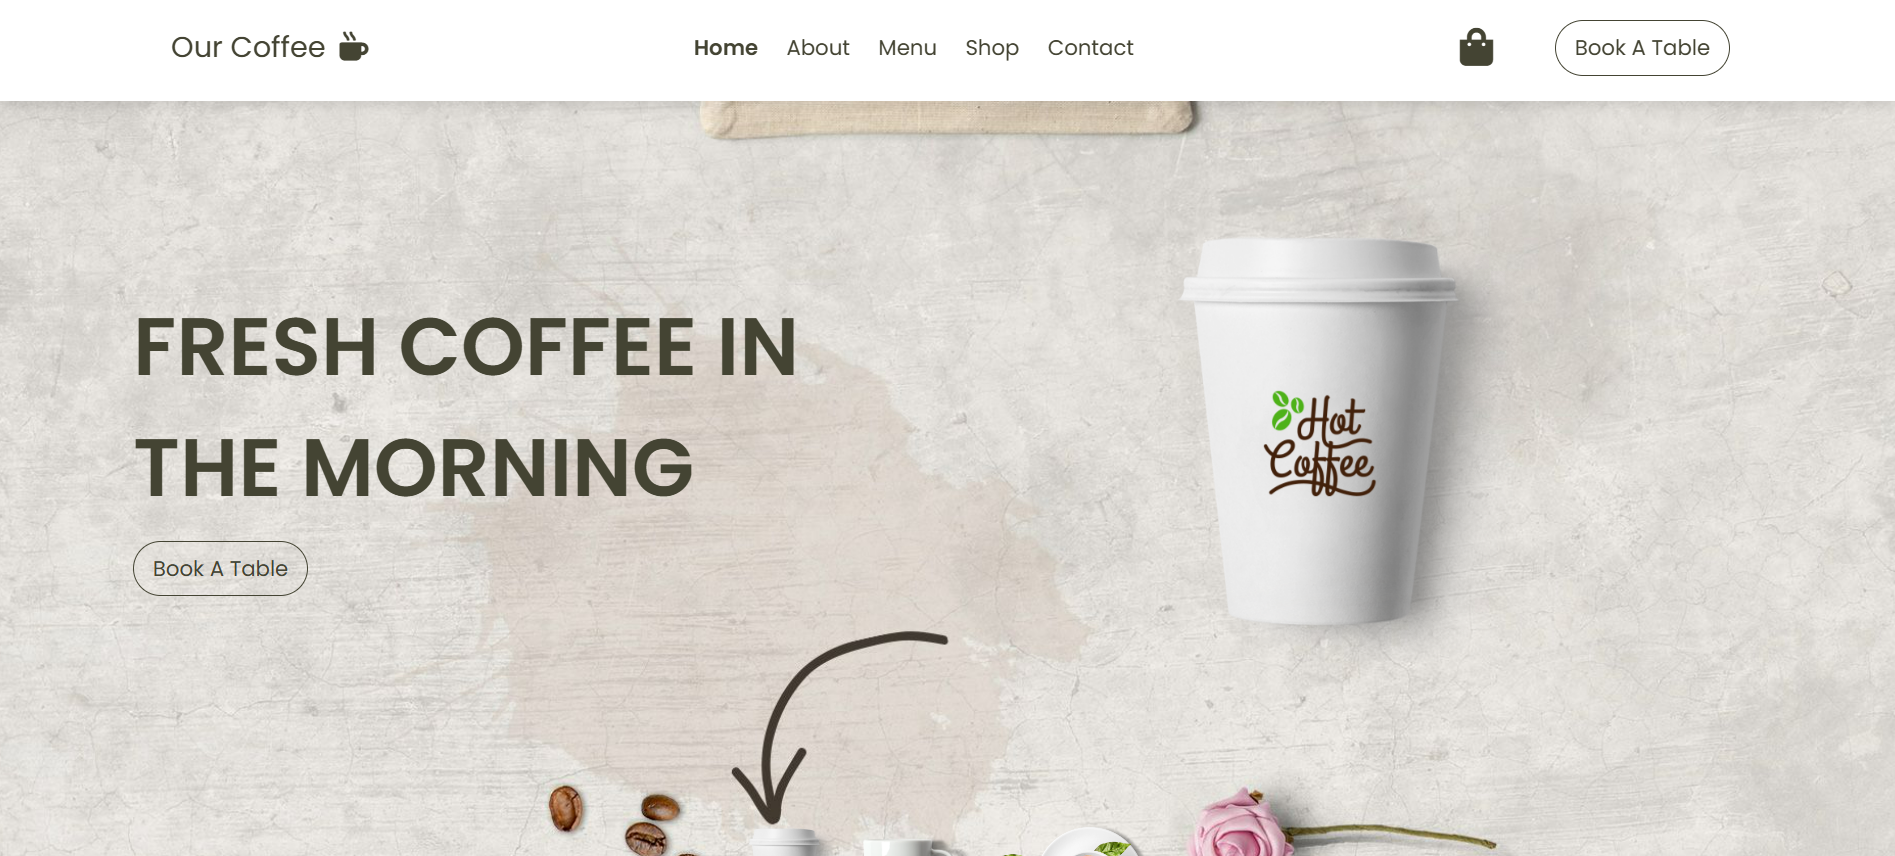 Our Coffee
Home About Menu Shop Contact
Book A Table
FRESH COFFEE IN
THE MORNING
Book A Table
Hot
Coffee